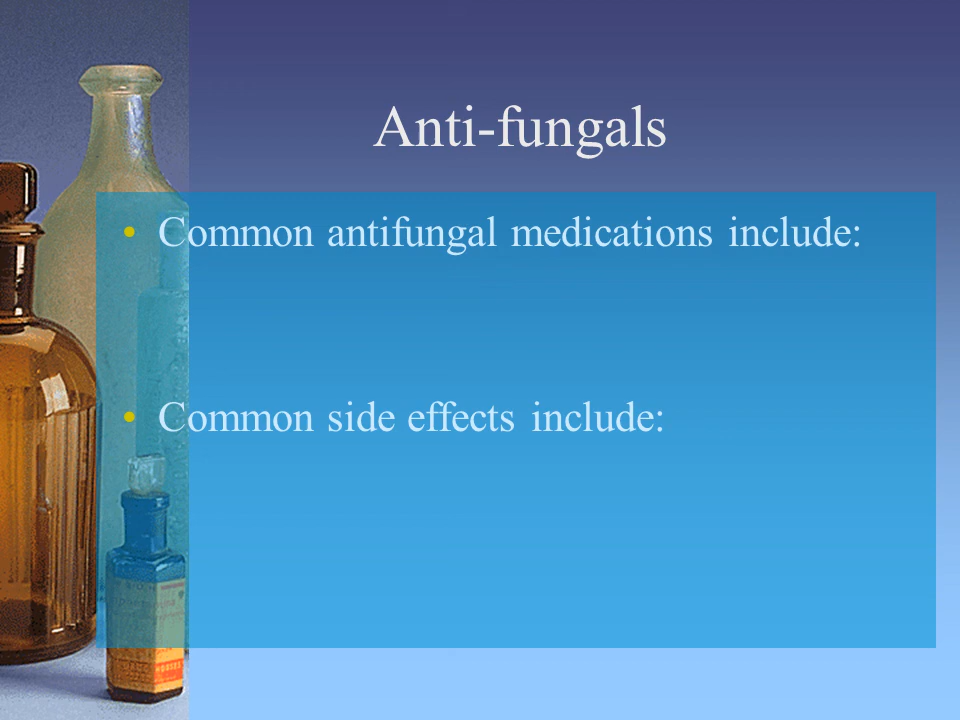 Anti-fungals
• Common antifungal medications include:
• Common side effects include: